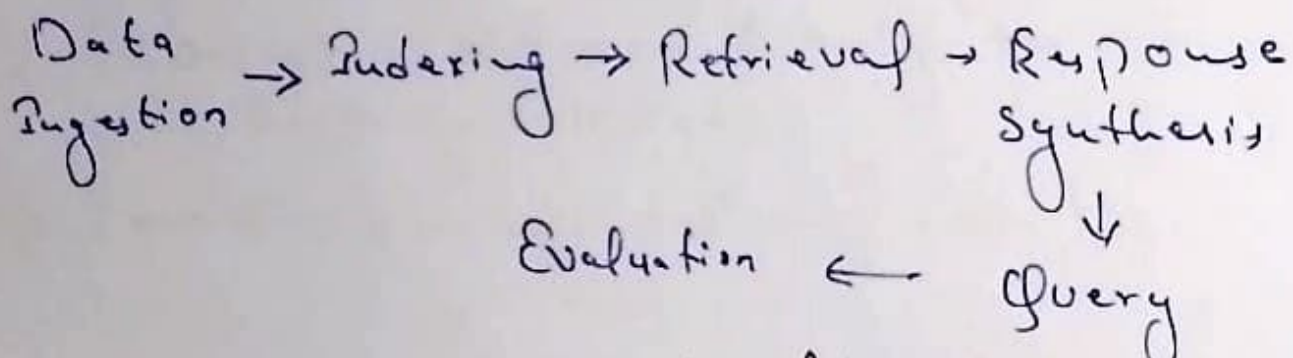 Data
Ingestion → Indexing → Retrieval → Response
Synthesis
↓
Evaluation ← Query